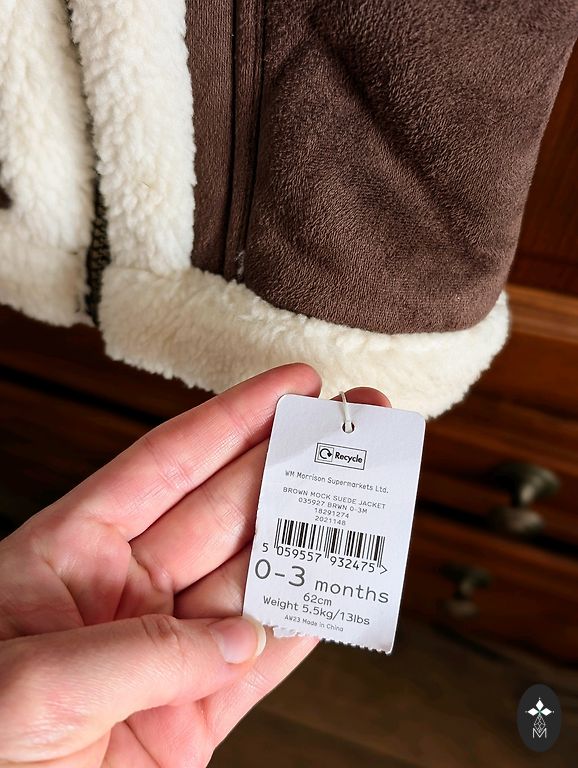 Recycle
WM Morrison Supermarkets Ltd.
BROWN MOCK SUEDE JACKET
035927 BRWN 0-3M
18291274
2021148
5 059557 932475 >
0-3 months
62cm
Weight 5.5kg/13lbs
AW23 Made in China
M